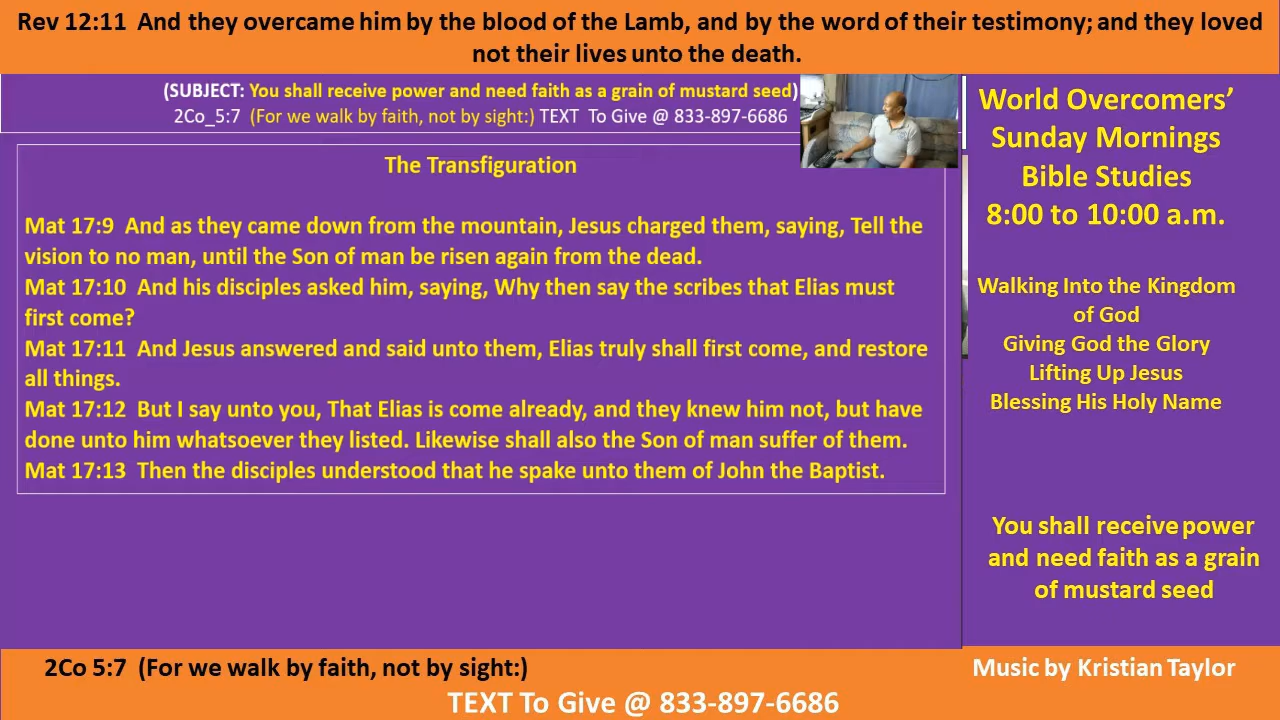 Rev 12:11  And they overcame him by the blood of the Lamb, and by the word of their testimony; and they loved
not their lives unto the death.
(SUBJECT: You shall receive power and need faith as a grain of mustard seed)
2Co_5:7  (For we walk by faith, not by sight:) TEXT  To Give @ 833-897-6686
The Transfiguration
Mat 17:9  And as they came down from the mountain, Jesus charged them, saying, Tell the
vision to no man, until the Son of man be risen again from the dead.
Mat 17:10  And his disciples asked him, saying, Why then say the scribes that Elias must
first come?
Mat 17:11  And Jesus answered and said unto them, Elias truly shall first come, and restore
all things.
Mat 17:12  But I say unto you, That Elias is come already, and they knew him not, but have
done unto him whatsoever they listed. Likewise shall also the Son of man suffer of them.
Mat 17:13  Then the disciples understood that he spake unto them of John the Baptist.
World Overcomers'
Sunday Mornings
Bible Studies
8:00 to 10:00 a.m.
Walking Into the Kingdom
of God
Giving God the Glory
Lifting Up Jesus
Blessing His Holy Name
You shall receive power
and need faith as a grain
of mustard seed
2Co 5:7  (For we walk by faith, not by sight:)
Music by Kristian Taylor
TEXT To Give @ 833-897-6686